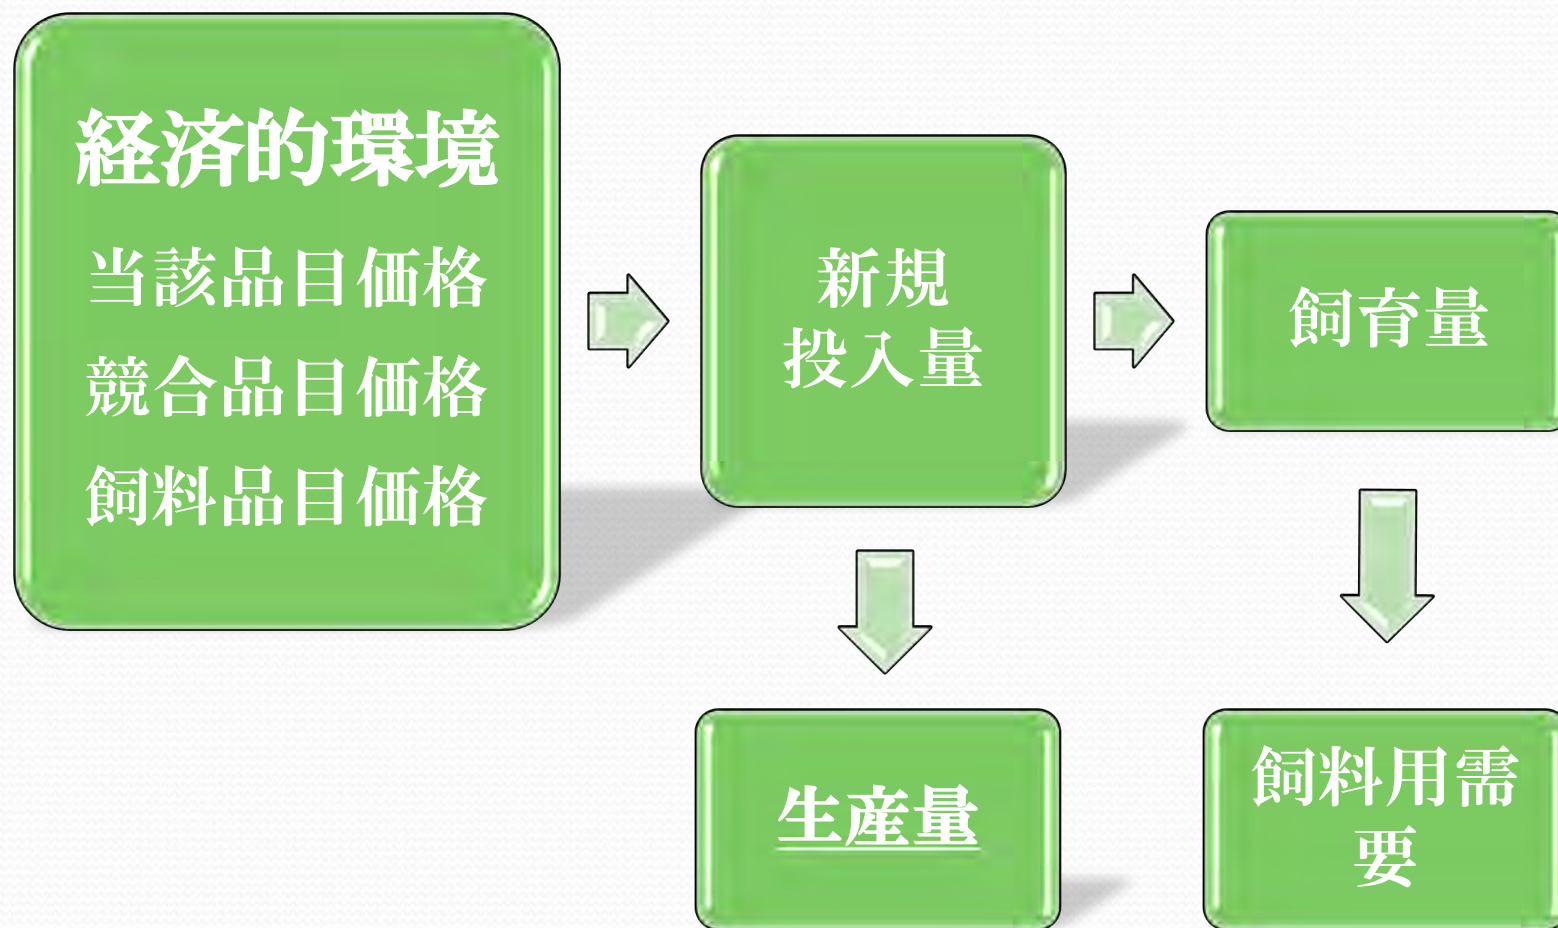 経済的環境
当該品目価格
競合品目価格
飼料品目価格
新規
投入量
飼育量
生産量
飼料用需
要